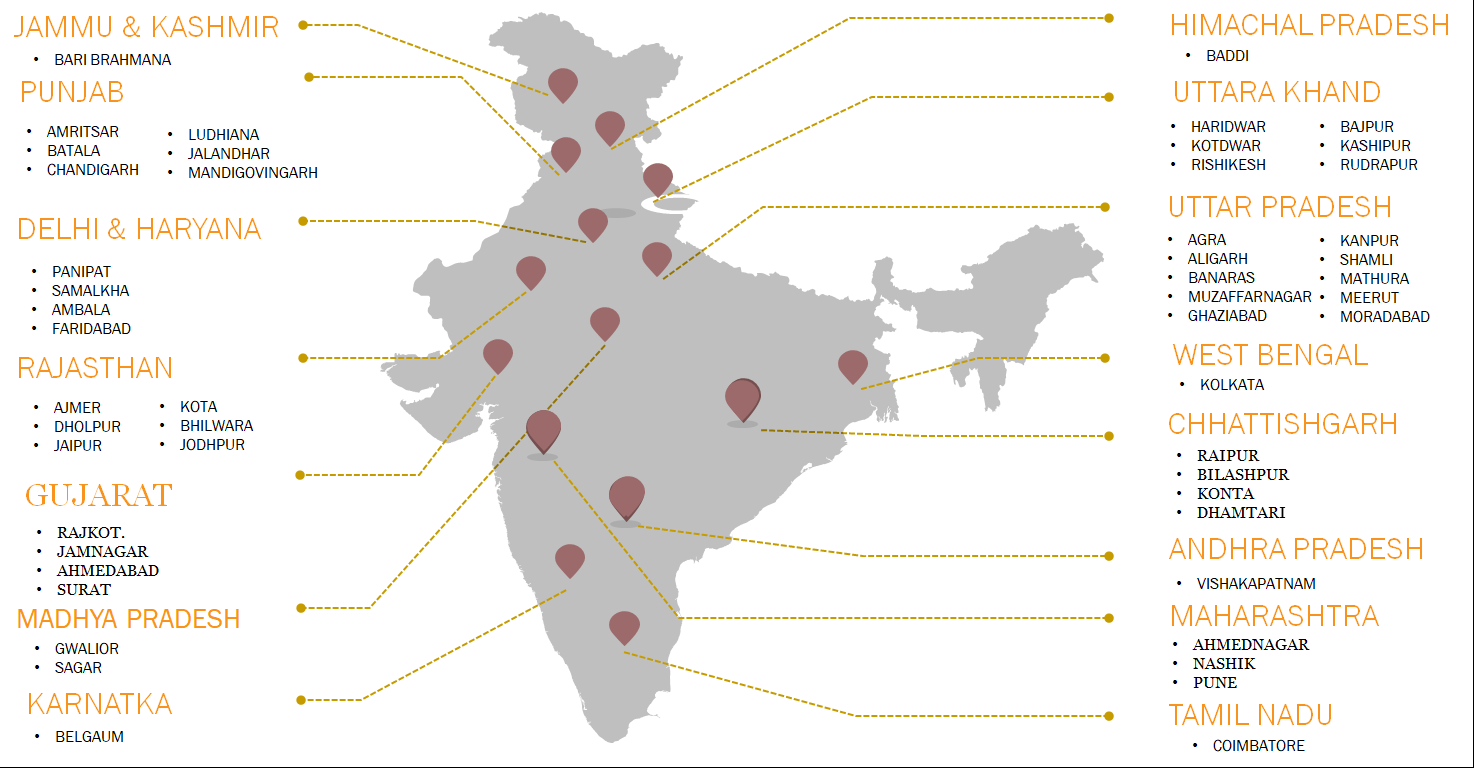 JAMMU & KASHMIR
• BARI BRAHMANA
PUNJAB
• AMRITSAR
• BATALA
• CHANDIGARH
• LUDHIANA
• JALANDHAR
• MANDIGOVINGARH
DELHI & HARYANA
• PANIPAT
• SAMALKHA
• AMBALA
• FARIDABAD
RAJASTHAN
• AJMER
• DHOLPUR
• JAIPUR
• KOTA
• BHILWARA
• JODHPUR
GUJARAT
• RAJKOT.
• JAMNAGAR
• AHMEDABAD
• SURAT
MADHYA PRADESH
• GWALIOR
• SAGAR
KARNATKA
• BELGAUM
HIMACHAL PRADESH
• BADDI
UTTARA KHAND
• HARIDWAR
• KOTDWAR
• RISHIKESH
• BAJPUR
• KASHIPUR
• RUDRAPUR
UTTAR PRADESH
• AGRA
• ALIGARH
• BANARAS
• MUZAFFARNAGAR
• GHAZIABAD
• KANPUR
• SHAMLI
• MATHURA
• MEERUT
• MORADABAD
WEST BENGAL
• KOLKATA
CHHATTISHGARH
• RAIPUR
• BILASHPUR
• KONTA
• DHAMTARI
ANDHRA PRADESH
• VISHAKAPATNAM
MAHARASHTRA
• AHMEDNAGAR
• NASHIK
• PUNE
TAMIL NADU
• COIMBATORE